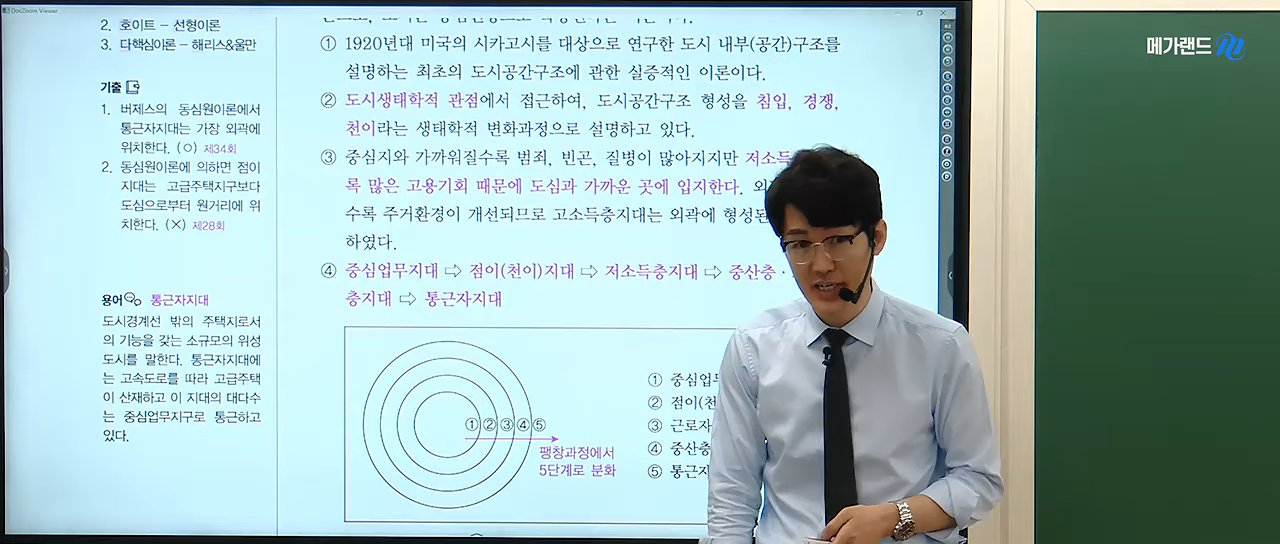 DocZoom Viewer
2. 호이트 – 선형이론
3. 다핵심이론 – 해리스&울만
기출
1. 버제스의 동심원이론에서
통근자지대는 가장 외곽에
위치한다. (○) 제34회
2. 동심원이론에 의하면 점이
지대는 고급주택지구보다
도심으로부터 원거리에 위
치한다. (×) 제28회
용어 통근자지대
도시경계선 밖의 주택지로서
의 기능을 갖는 소규모의 위성
도시를 말한다. 통근자지대에
는 고속도로를 따라 고급주택
이 산재하고 이 지대의 대다수
는 중심업무지구로 통근하고
있다.
① 1920년대 미국의 시카고시를 대상으로 연구한 도시 내부(공간)구조를
설명하는 최초의 도시공간구조에 관한 실증적인 이론이다.
② 도시생태학적 관점에서 접근하여, 도시공간구조 형성을 침입, 경쟁,
천이라는 생태학적 변화과정으로 설명하고 있다.
③ 중심지와 가까워질수록 범죄, 빈곤, 질병이 많아지지만 저소득
록 많은 고용기회 때문에 도심과 가까운 곳에 입지한다. 외
수록 주거환경이 개선되므로 고소득층지대는 외곽에 형성된
하였다.
④ 중심업무지대 ⇨ 점이(천이)지대 ⇨ 저소득층지대 ⇨ 중산층 ·
층지대 ⇨ 통근자지대
①②③④⑤
팽창과정에서
5단계로 분화
① 중심업무
② 점이(천
③ 근로자
④ 중산층
⑤ 통근자
메가랜드